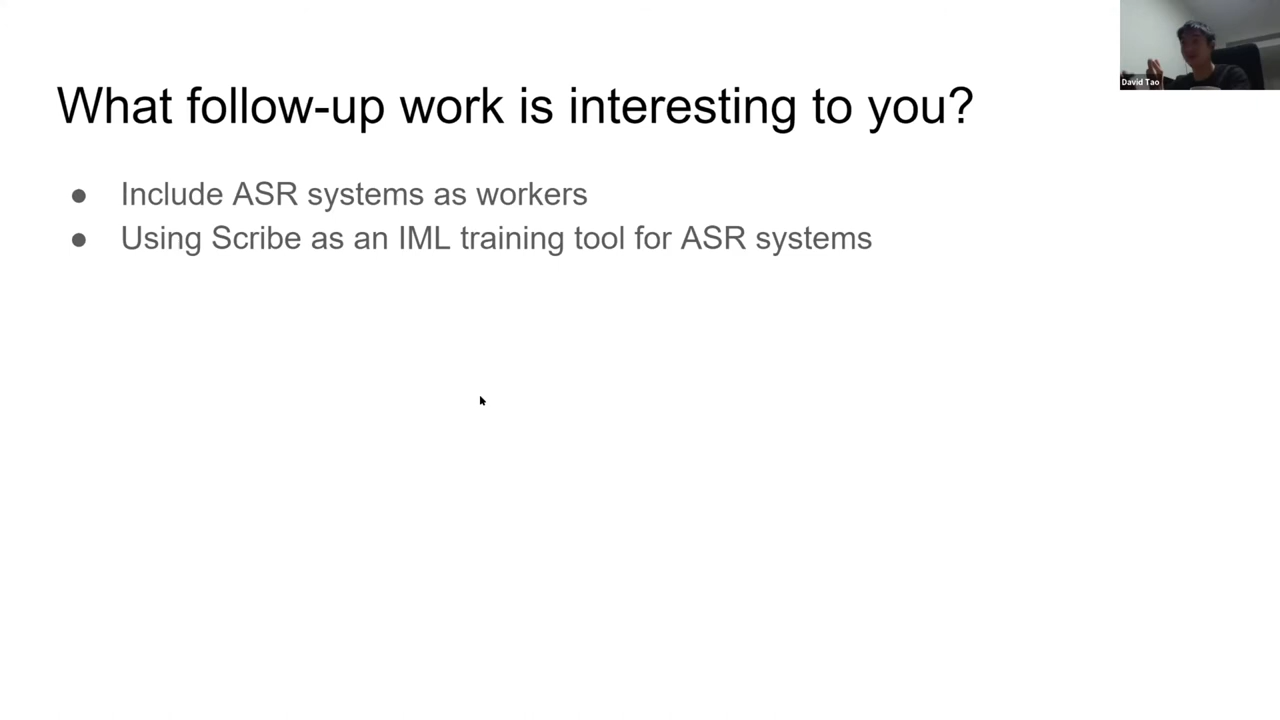 What follow-up work is interesting to you?
● Include ASR systems as workers
● Using Scribe as an IML training tool for ASR systems
David Tao